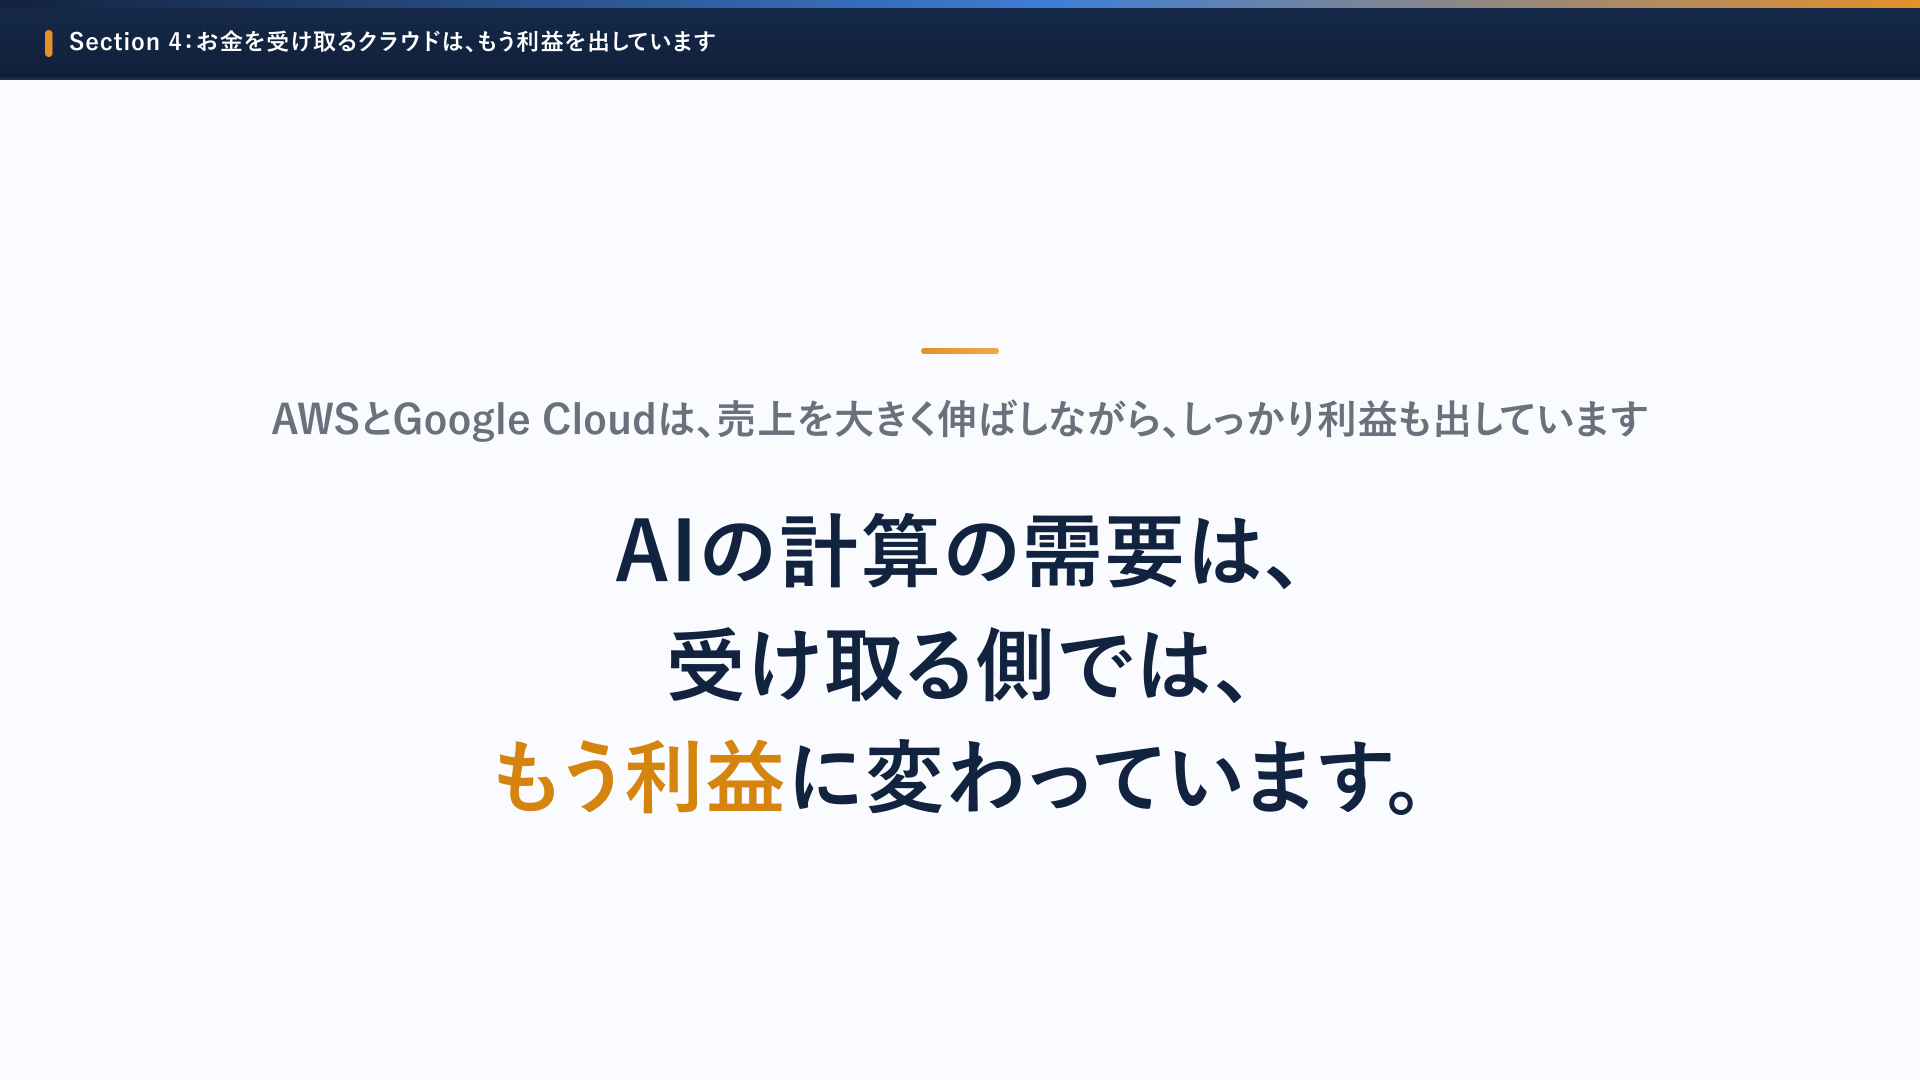 Section 4：お金を受け取るクラウドは、もう利益を出しています
AWSとGoogle Cloudは、売上を大きく伸ばしながら、しっかり利益も出しています
AIの計算の需要は、
受け取る側では、
もう利益に変わっています。